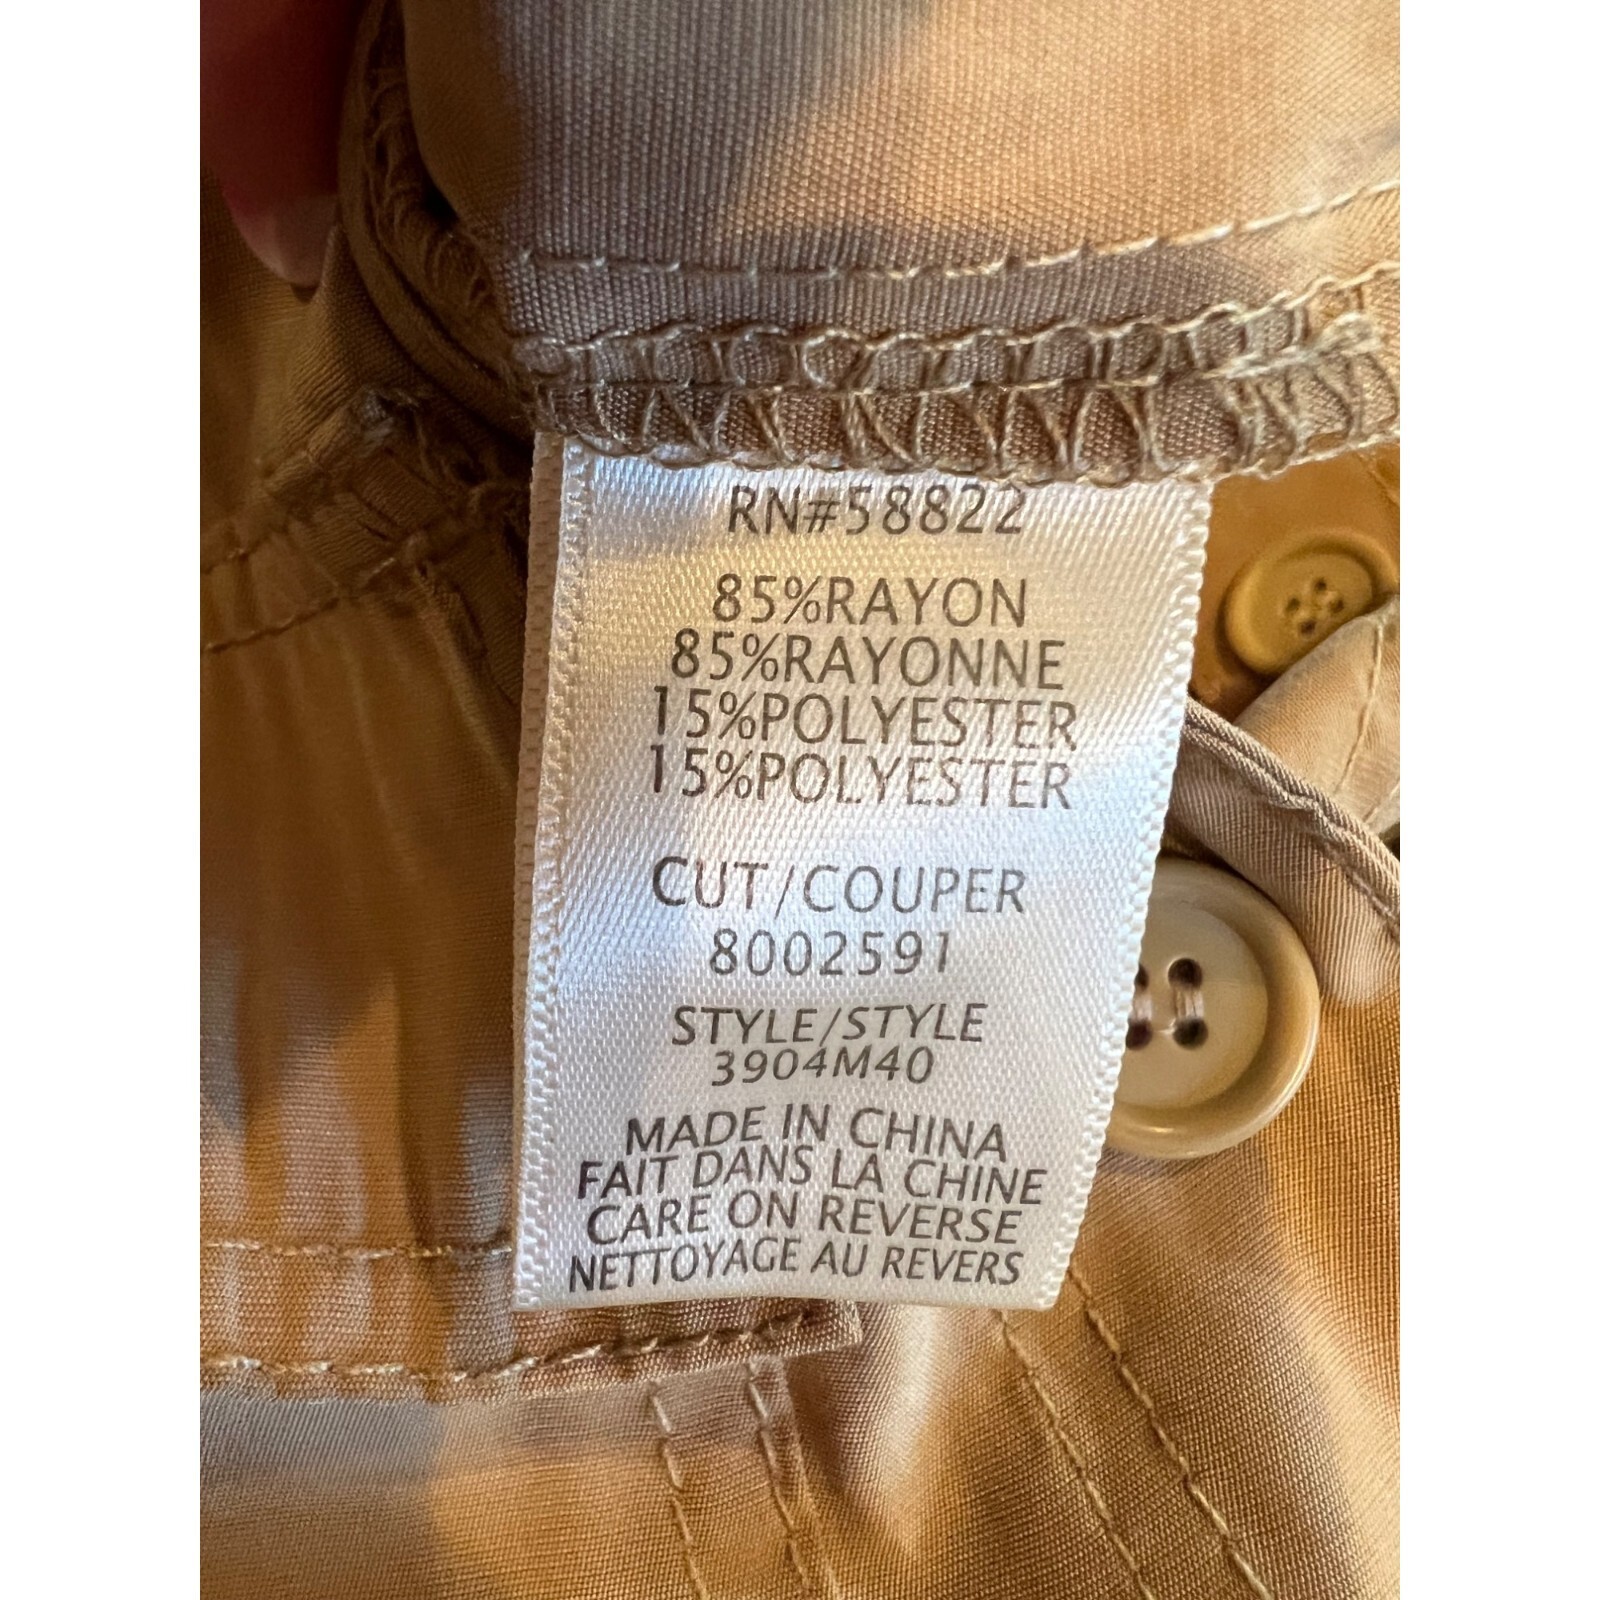 RN#58822
85%RAYON
85%RAYONNE
15%POLYESTER
15%POLYESTER
CUT/COUPER
8002591
STYLE/STYLE
3904M40
MADE IN CHINA
FAIT DANS LA CHINE
CARE ON REVERSE
NETTOYAGE AU REVERS